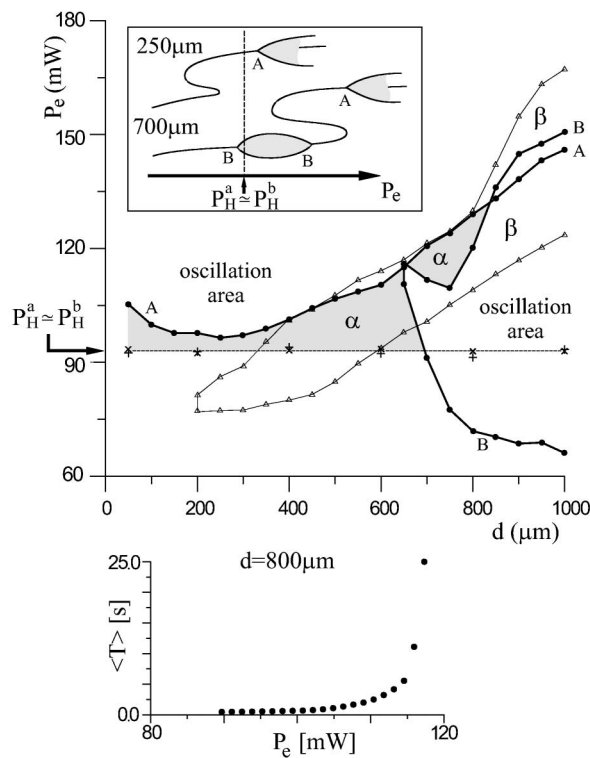 180
P_e (mW)
150
120
90
60
250μm
A
A
700μm
B
B
P_H^a ≃ P_H^b
P_e
β
B
A
β
α
oscillation
area
A
α
oscillation
area
P_H^a ≃ P_H^b
B
0
200
400
600
800
1000
d (μm)
d=800μm
25.0
<T> [s]
0.0
80
P_e [mW]
120